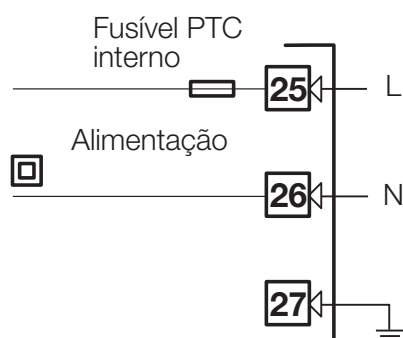 Fusível PTC
interno
25 L
Alimentação
26 N
27